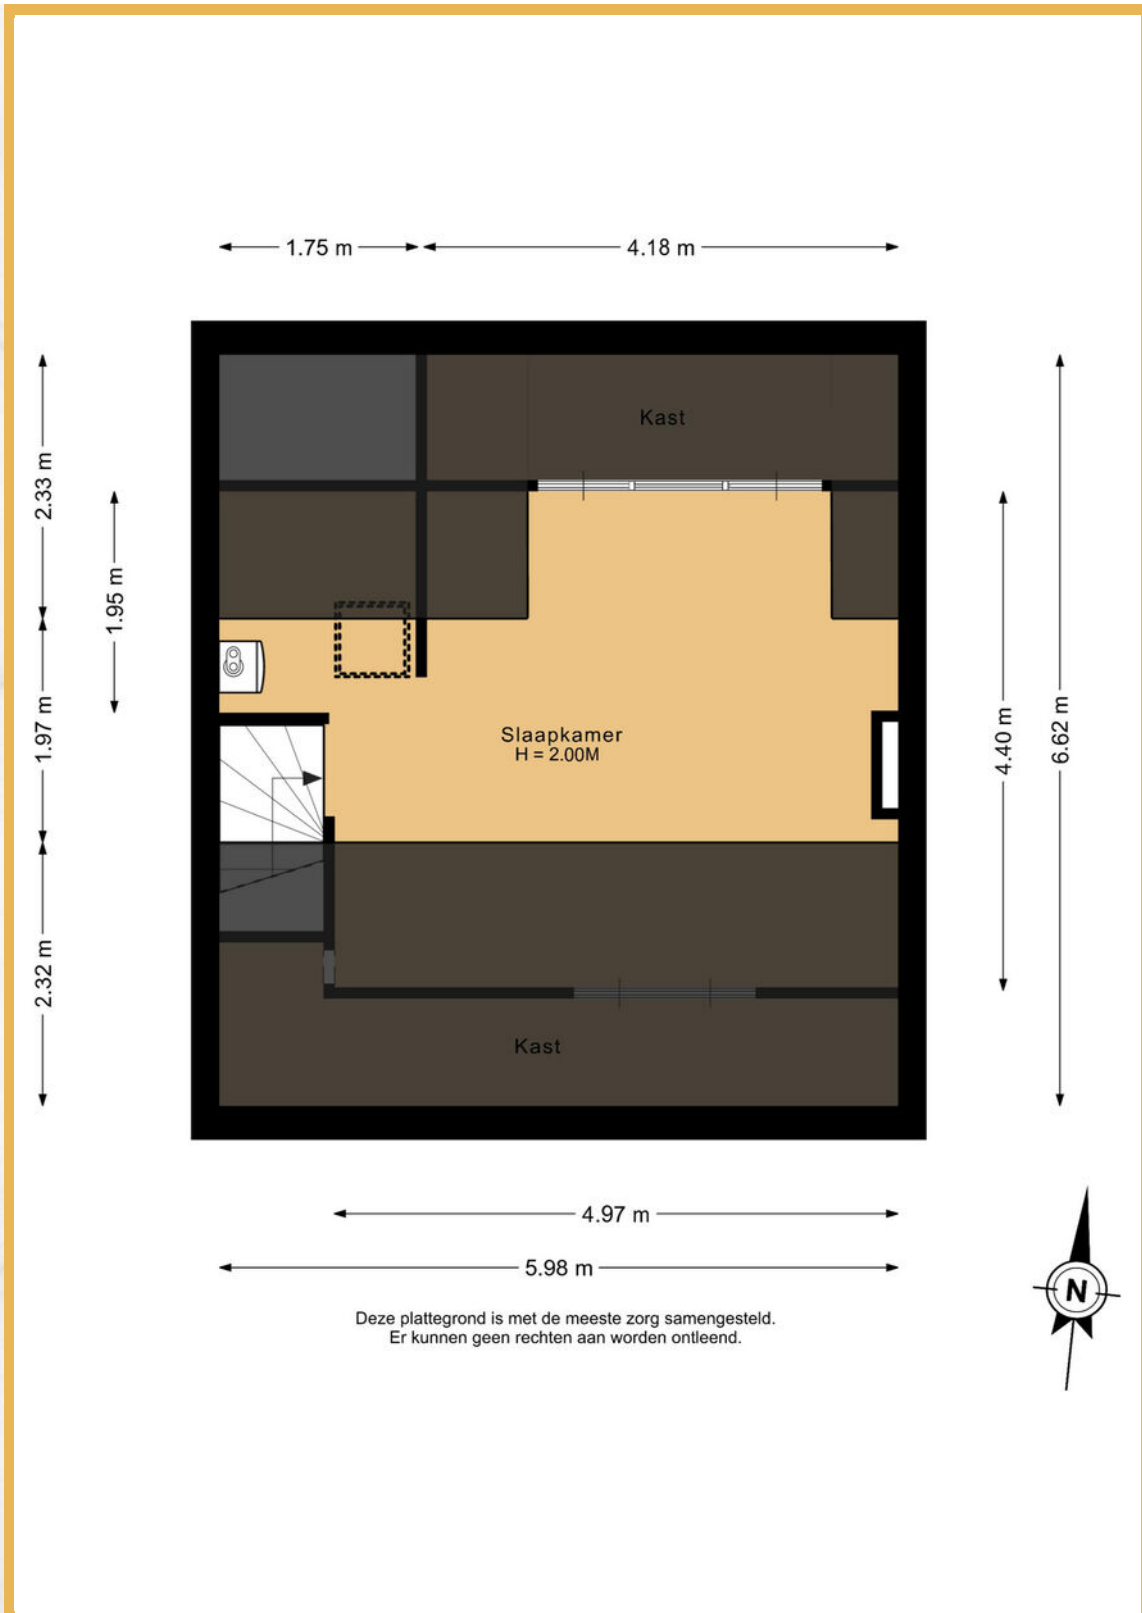 1.75 m
4.18 m
Kast
2.33 m
1.95 m
1.97 m
Slaapkamer
H = 2.00M
4.40 m
6.62 m
2.32 m
Kast
4.97 m
5.98 m
Deze plattegrond is met de meeste zorg samengesteld.
Er kunnen geen rechten aan worden ontleend.
N